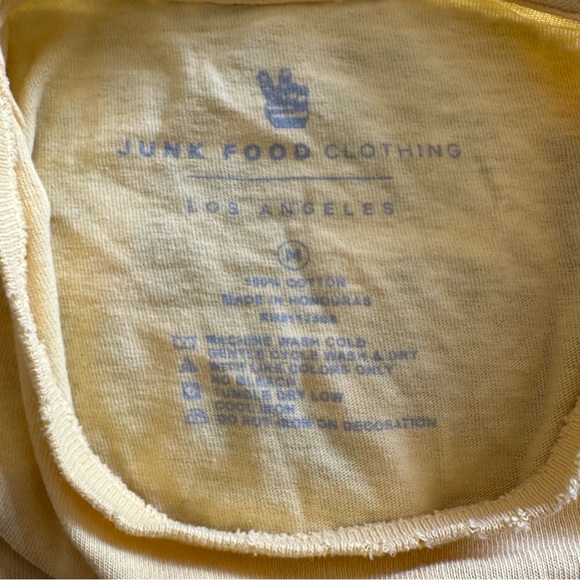 JUNK FOOD CLOTHING
LOS ANGELES
M
100% COTTON
MADE IN HONDURAS
MACHINE WASH COLD
GENTLE CYCLE WASH & DRY
WITH LIKE COLORS ONLY
NO BLEACH
TUMBLE DRY LOW
COOL IRON
DO NOT IRON ON DECORATION